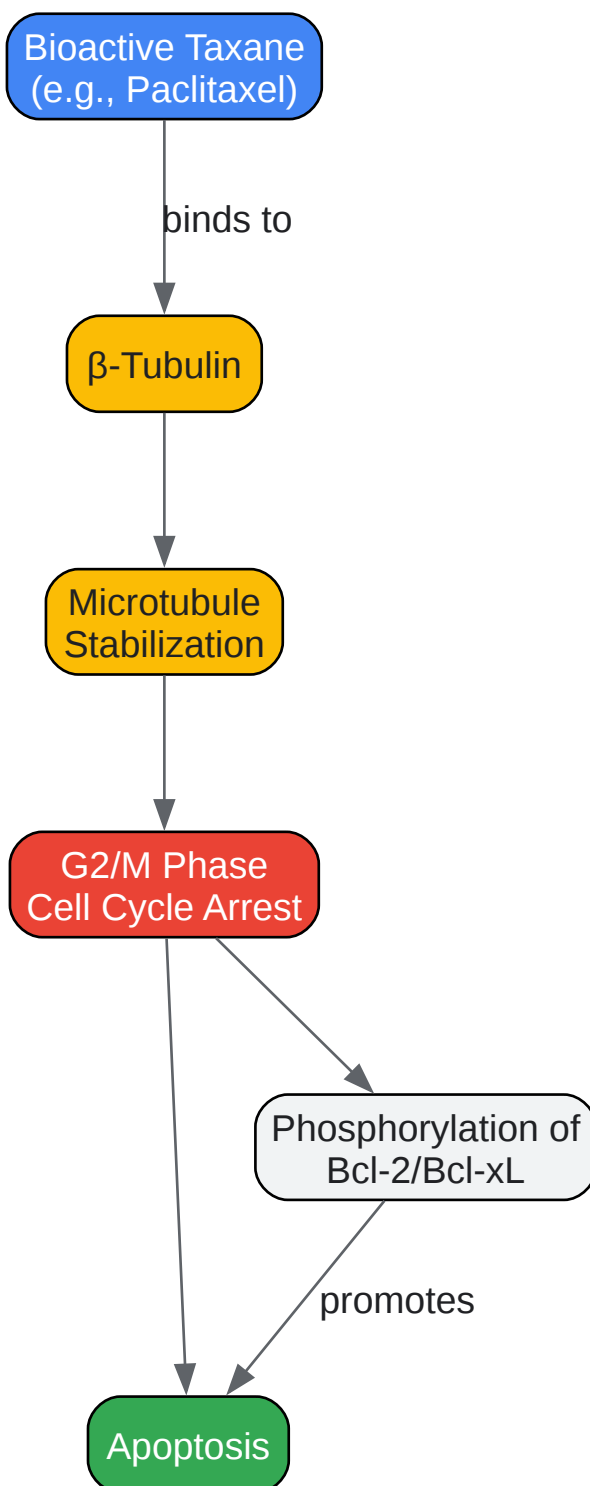 Bioactive Taxane
(e.g., Paclitaxel)
binds to
β-Tubulin
Microtubule
Stabilization
G2/M Phase
Cell Cycle Arrest
Phosphorylation of
Bcl-2/Bcl-xL
promotes
Apoptosis